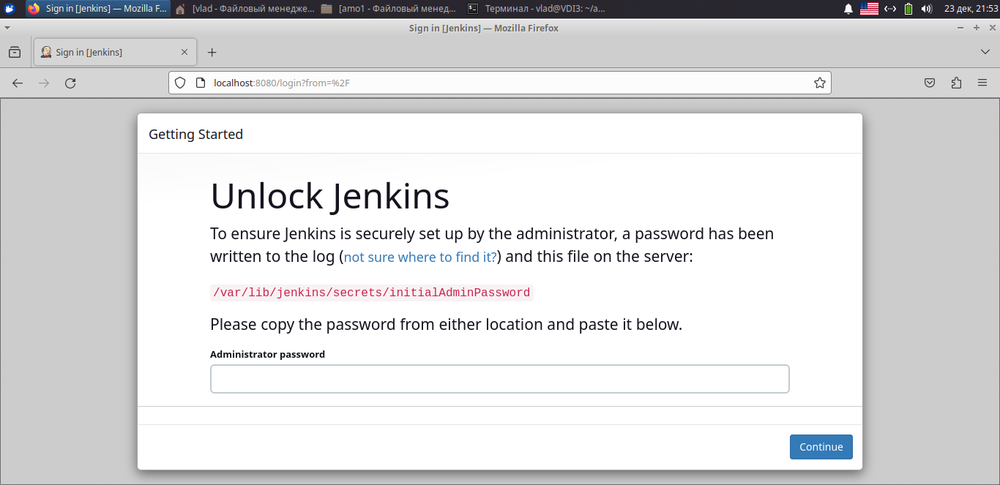 Sign in [Jenkins] — Mozilla F...
[vlad - Файловый менедже...
[amo1 - Файловый менед...
Терминал - vlad@VDI3: ~/a...
23 дек, 21:53
Sign in [Jenkins] — Mozilla Firefox
Sign in [Jenkins]
localhost:8080/login?from=%2F
Getting Started
Unlock Jenkins
To ensure Jenkins is securely set up by the administrator, a password has been
written to the log (not sure where to find it?) and this file on the server:
/var/lib/jenkins/secrets/initialAdminPassword
Please copy the password from either location and paste it below.
Administrator password
Continue